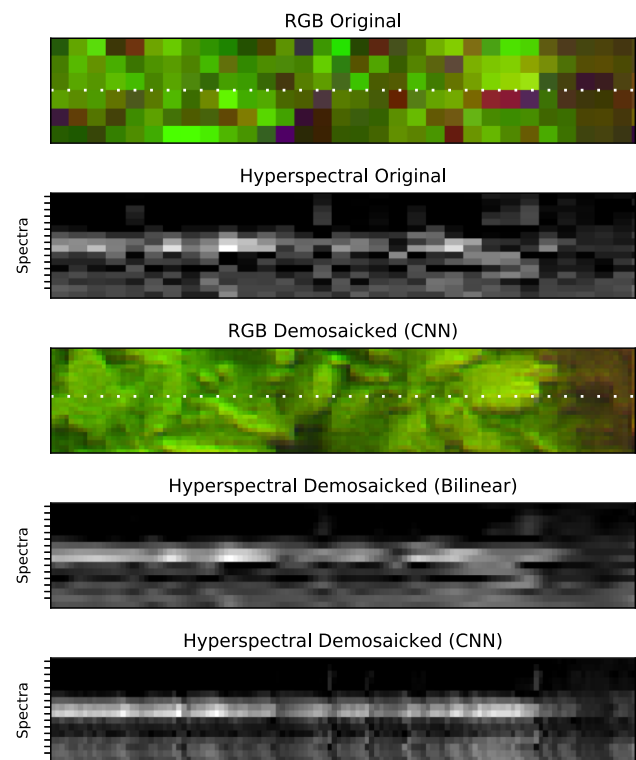 RGB Original
Hyperspectral Original
Spectra
RGB Demosaicked (CNN)
Hyperspectral Demosaicked (Bilinear)
Spectra
Hyperspectral Demosaicked (CNN)
Spectra